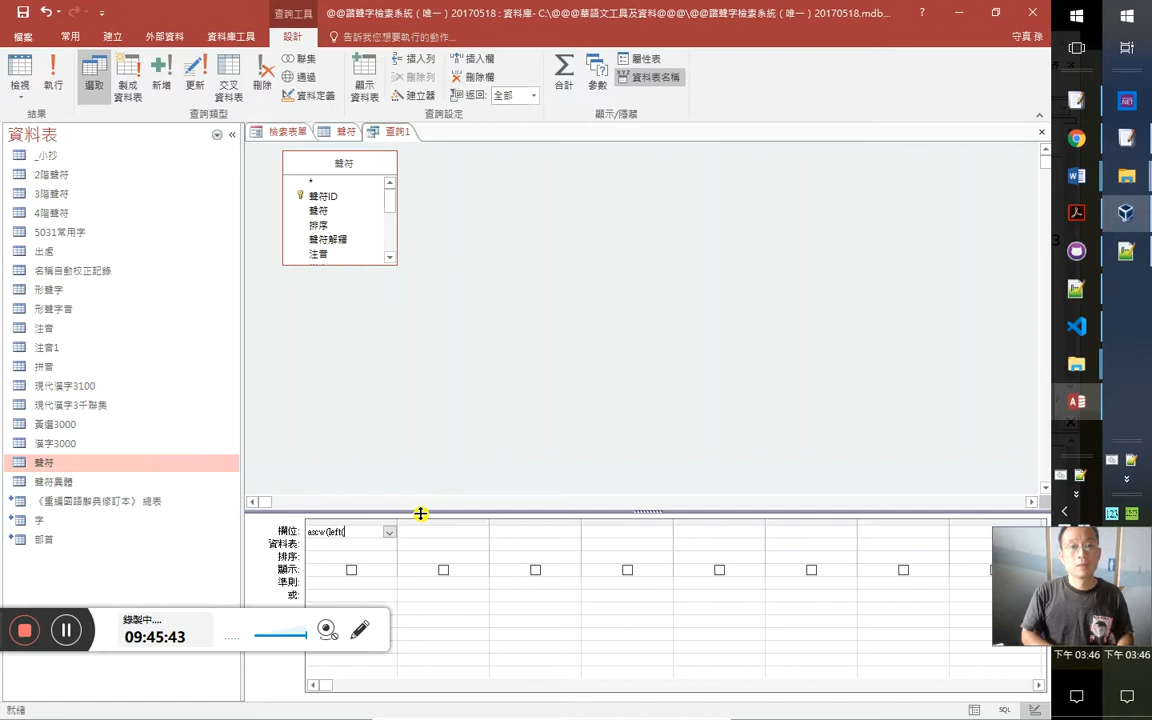 查詢工具
@@諧聲字檢索系統（唯一）20170518 : 資料庫- C:\@@@華語文工具及資料@@@\@@諧聲字檢索系統（唯一）20170518.mdb...
?
檔案 常用 建立 外部資料 資料庫工具 設計 告訴我您想要執行的動作... 守真 孫
檢視 執行 選取 製成資料表 新增 更新 交叉資料表 刪除 聯集 通過 資料定義 顯示資料表 插入列 刪除列 建立器 插入欄 刪除欄 返回: 全部 合計 參數 屬性表 資料表名稱
結果 查詢類型 查詢設定 顯示/隱藏
資料表
檢索表單 聲符 查詢1
_小抄
2階聲符
3階聲符
4階聲符
5031常用字
出處
名稱自動校正記錄
形聲字
形聲字音
注音
注音1
拼音
現代漢字3100
現代漢字3千聯集
黃選3000
漢字3000
聲符
聲符異體
《重編國語辭典修訂本》 總表
字
部首
聲符
*
聲符ID
聲符
排序
聲符解釋
注音
欄位: ascw(left(
資料表:
排序:
顯示:
準則:
或:
錄製中....
09:45:43
.....
就緒
SQL
3
下午 03:46 下午 03:46